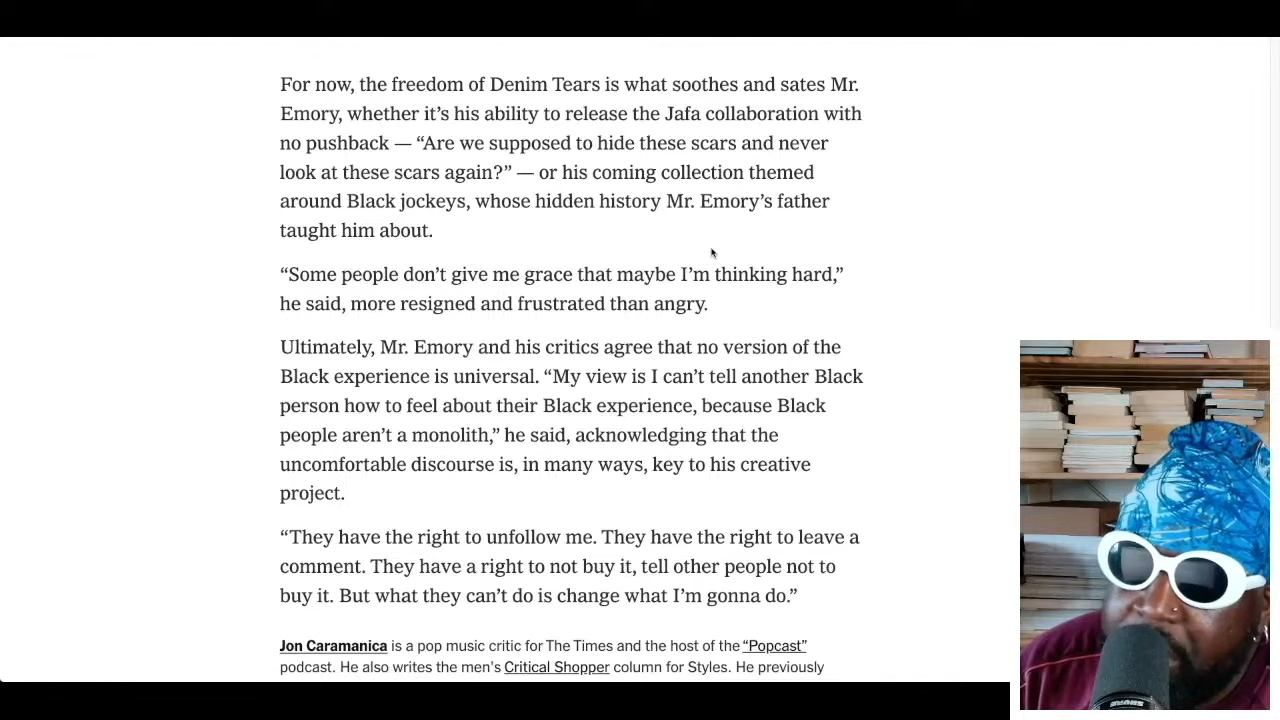 For now, the freedom of Denim Tears is what soothes and sates Mr.
Emory, whether it’s his ability to release the Jafa collaboration with
no pushback — “Are we supposed to hide these scars and never
look at these scars again?” — or his coming collection themed
around Black jockeys, whose hidden history Mr. Emory’s father
taught him about.
“Some people don’t give me grace that maybe I’m thinking hard,”
he said, more resigned and frustrated than angry.
Ultimately, Mr. Emory and his critics agree that no version of the
Black experience is universal. “My view is I can’t tell another Black
person how to feel about their Black experience, because Black
people aren’t a monolith,” he said, acknowledging that the
uncomfortable discourse is, in many ways, key to his creative
project.
“They have the right to unfollow me. They have the right to leave a
comment. They have a right to not buy it, tell other people not to
buy it. But what they can’t do is change what I’m gonna do.”
Jon Caramanica is a pop music critic for The Times and the host of the “Popcast”
podcast. He also writes the men's Critical Shopper column for Styles. He previously
SHURE